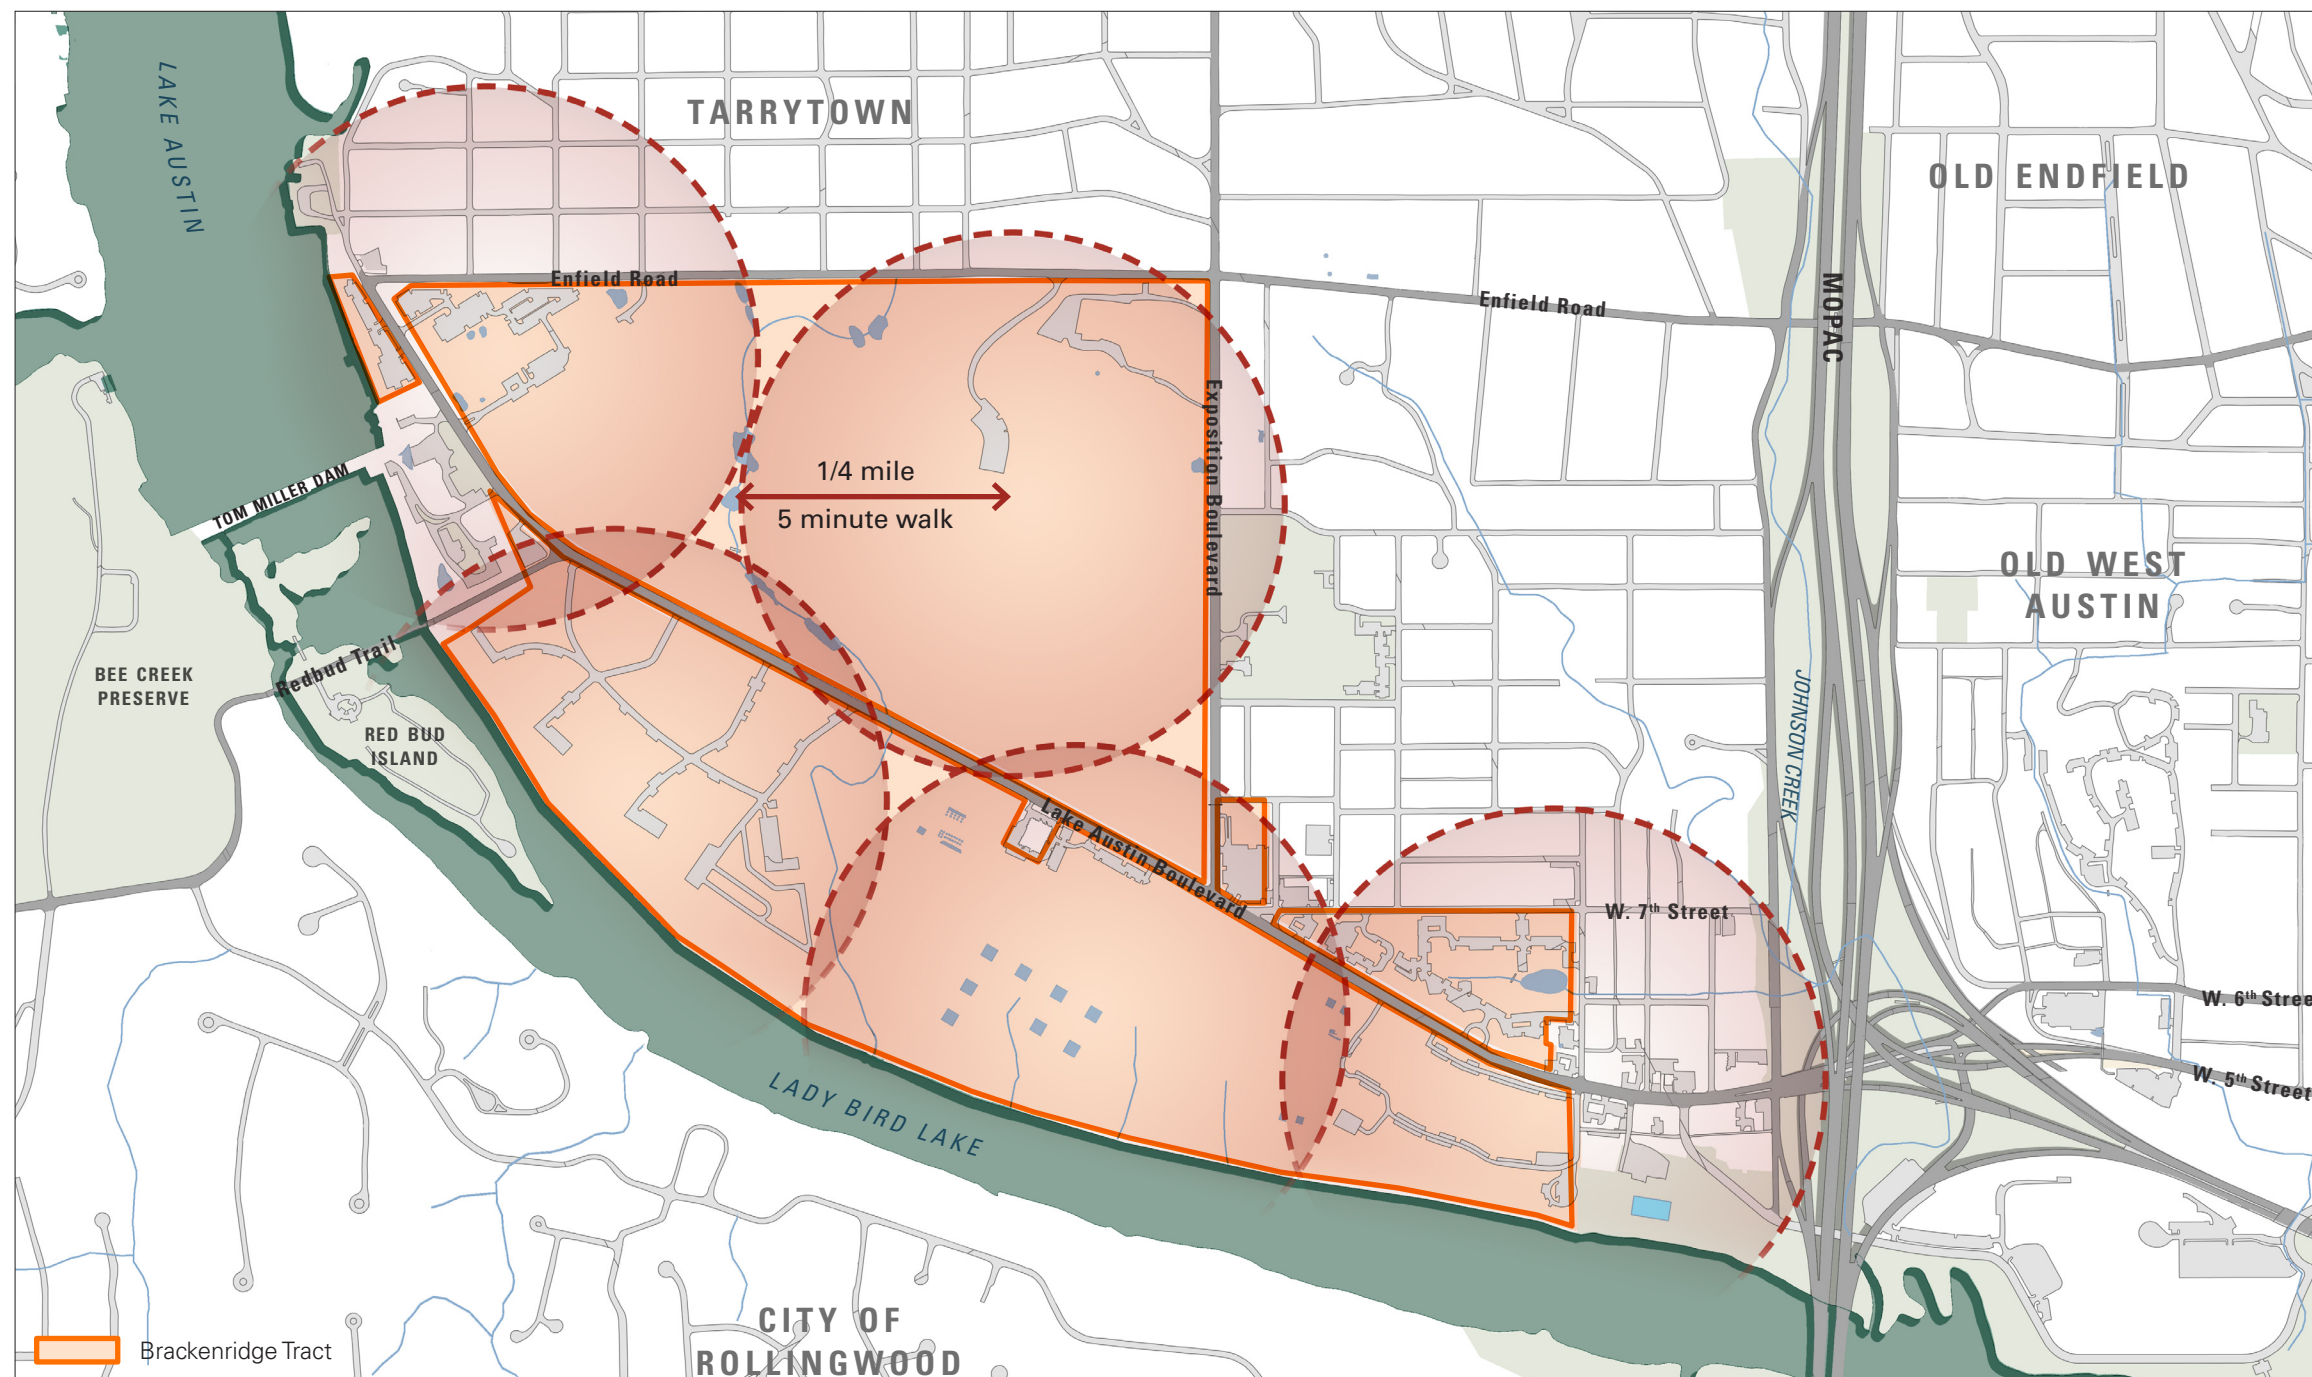 LAKE AUSTIN
TARRYTOWN
OLD ENDFIELD
Enfield Road
Enfield Road
MOPAC
Exposition Boulevard
1/4 mile
5 minute walk
TOM MILLER DAM
OLD WEST
AUSTIN
Redbud Trail
BEE CREEK
PRESERVE
RED BUD
ISLAND
JOHNSON CREEK
Lake Austin Boulevard
W. 7th Street
W. 6th Stree
W. 5th Street
LADY BIRD LAKE
CITY OF
ROLLINGWOOD
Brackenridge Tract